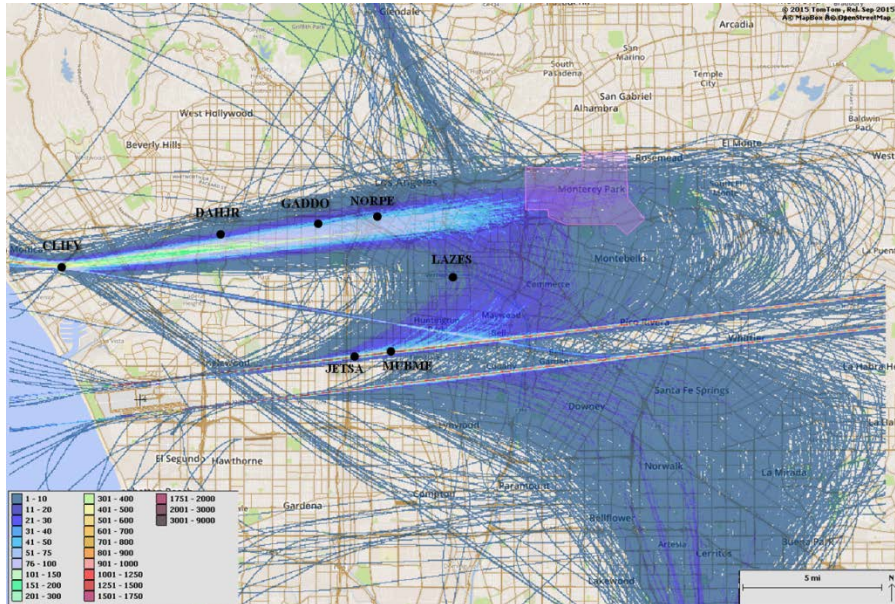 © 2015 TomTom , Rel. Sep 2015
A© MapBox A© OpenStreetMap
Glendale
Arcadia
San
Marino
South
Pasadena
Temple
City
West Hollywood
San Gabriel
Alhambra
Baldwin
Park
Beverly Hills
El Monte
Rosemead
West
Los Angeles
Monterey Park
NORPE
GADDO
DAHJR
CLIFY
LAZES
Montebello
La Puen
Commerce
Huntington
Maywood
Bell
Pico Rivera
Whittier
JETSA
MUBME
Cudahy
La Habra He
Santa Fe Springs
Downey
Lynwood
El Segundo
Hawthorne
Norwalk
La Mirada
Paramount
Compton
Gardena
Bellflower
Artesia
Cerritos
Buena Park
Lakewood
1 - 10
11 - 20
21 - 30
31 - 40
41 - 50
51 - 75
76 - 100
101 - 150
151 - 200
201 - 300
301 - 400
401 - 500
501 - 600
601 - 700
701 - 800
801 - 900
901 - 1000
1001 - 1250
1251 - 1500
1501 - 1750
1751 - 2000
2001 - 3000
3001 - 9000
5 mi
N